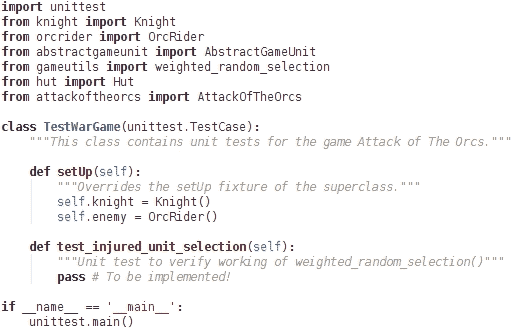 import unittest
from knight import Knight
from orcrider import OrcRider
from abstractgameunit import AbstractGameUnit
from gameutils import weighted_random_selection
from hut import Hut
from attackoftheorcs import AttackOfTheOrcs

class TestWarGame(unittest.TestCase):
    """This class contains unit tests for the game Attack of The Orcs."""

    def setUp(self):
        """Overrides the setUp fixture of the superclass."""
        self.knight = Knight()
        self.enemy = OrcRider()

    def test_injured_unit_selection(self):
        """Unit test to verify working of weighted_random_selection()"""
        pass # To be implemented!

if __name__ == '__main__':
    unittest.main()